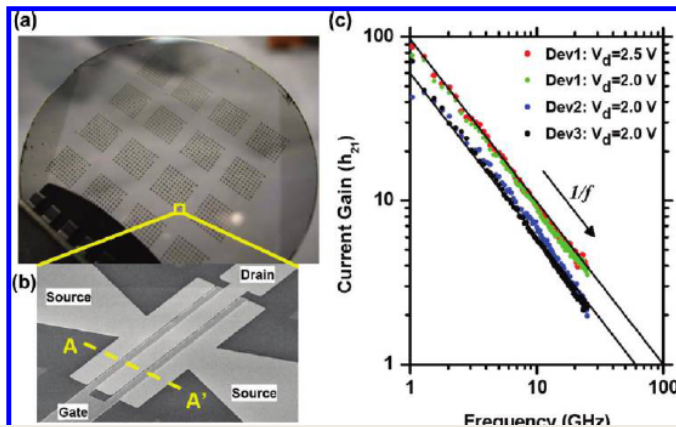 (a)
(b)
Source
Drain
A
A'
Source
Gate
(c)
Current Gain (h21)
100
10
1
Dev1: Vd=2.5 V
Dev1: Vd=2.0 V
Dev2: Vd=2.0 V
Dev3: Vd=2.0 V
1/f
1
10
100
Frequency (GHz)